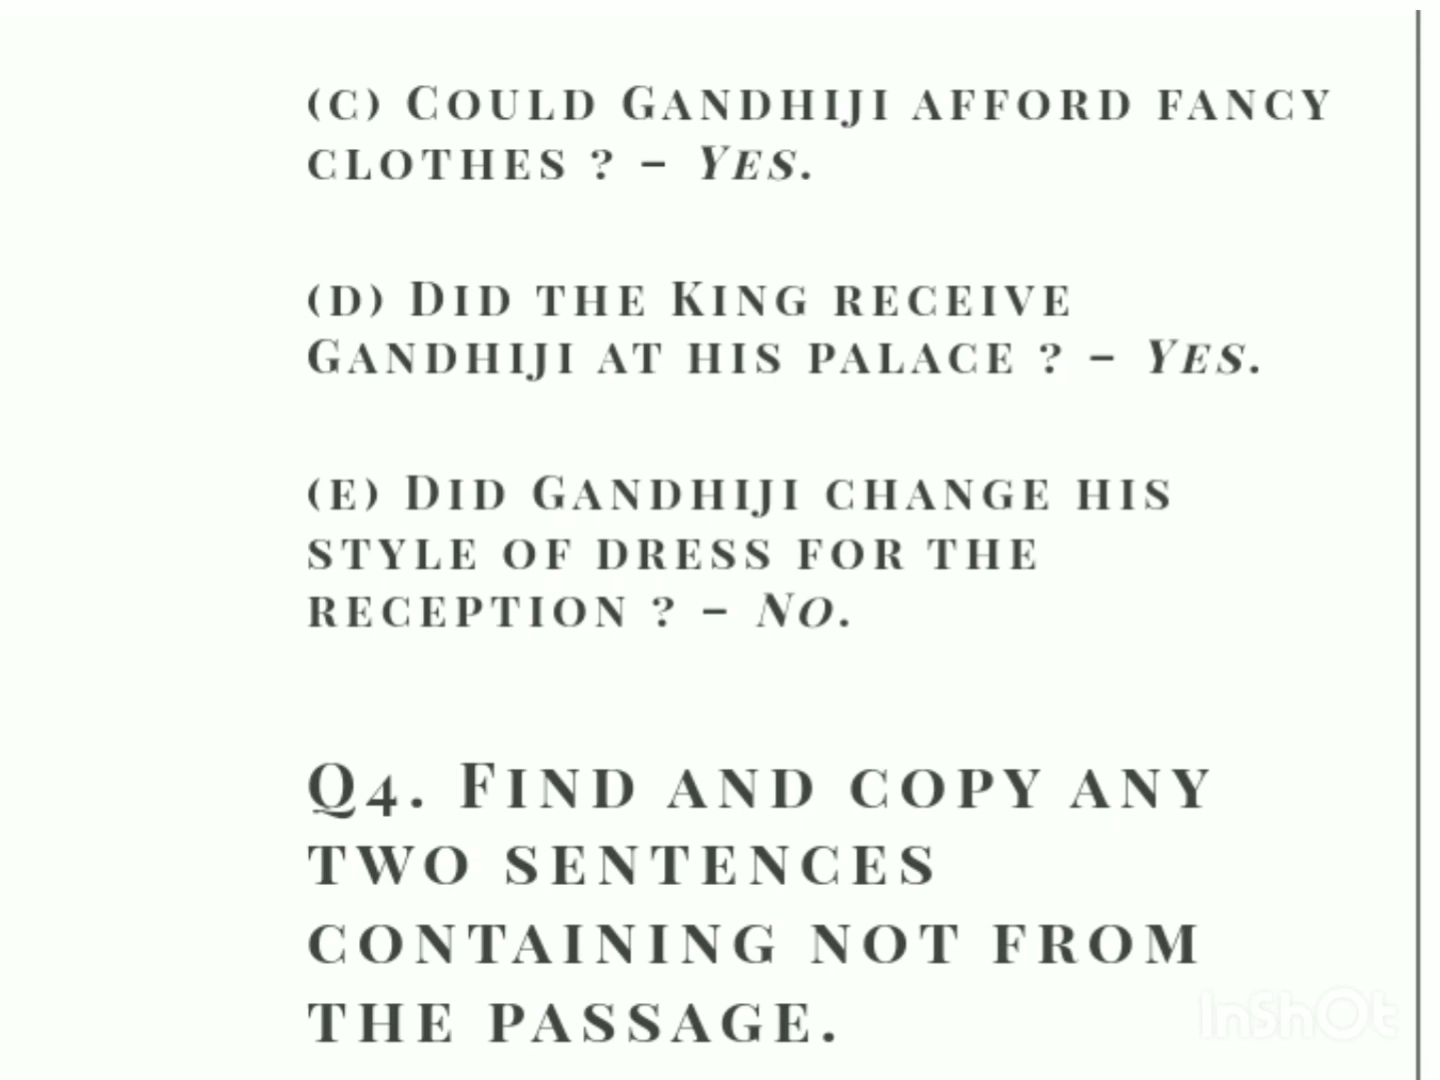 (c) Could Gandhiji afford fancy
clothes ? – Yes.
(d) Did the King receive
Gandhiji at his palace ? – Yes.
(e) Did Gandhiji change his
style of dress for the
reception ? – No.
Q4. Find and copy any
two sentences
containing not from
the passage.
InShOt